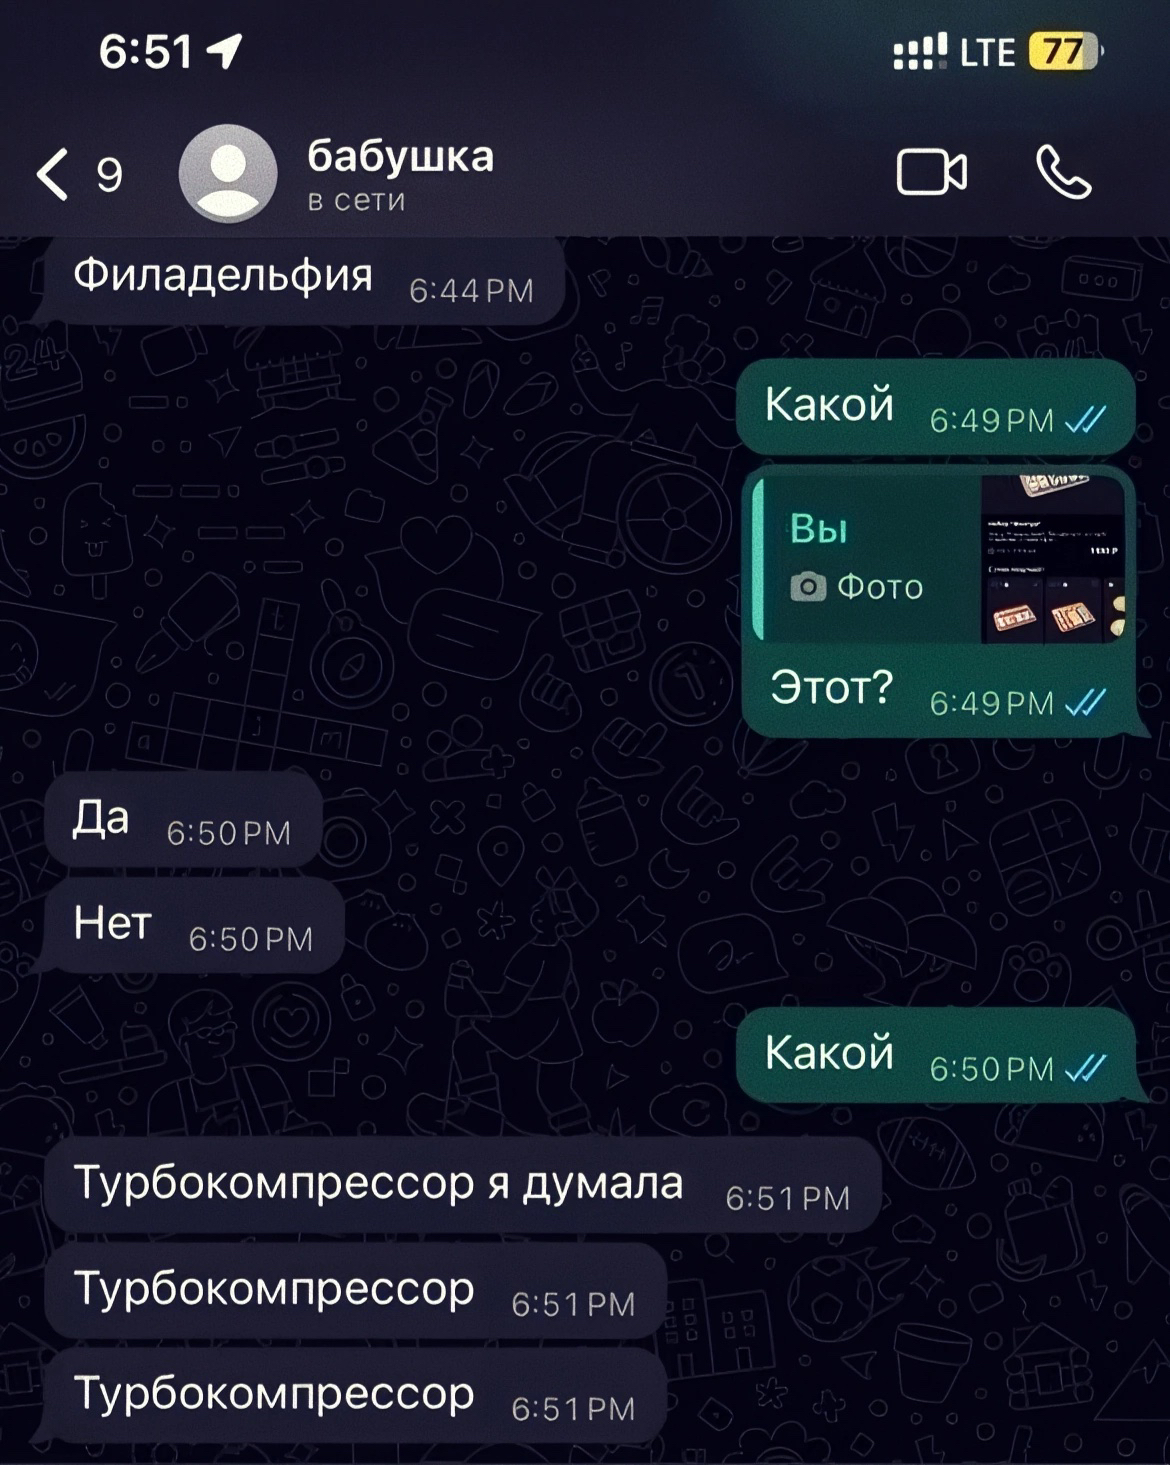 6:51
LTE 77
9
бабушка
в сети
Филадельфия 6:44 PM
Какой 6:49 PM
Вы
Фото
Этот? 6:49 PM
Да 6:50 PM
Нет 6:50 PM
Какой 6:50 PM
Турбокомпрессор я думала 6:51 PM
Турбокомпрессор 6:51 PM
Турбокомпрессор 6:51 PM